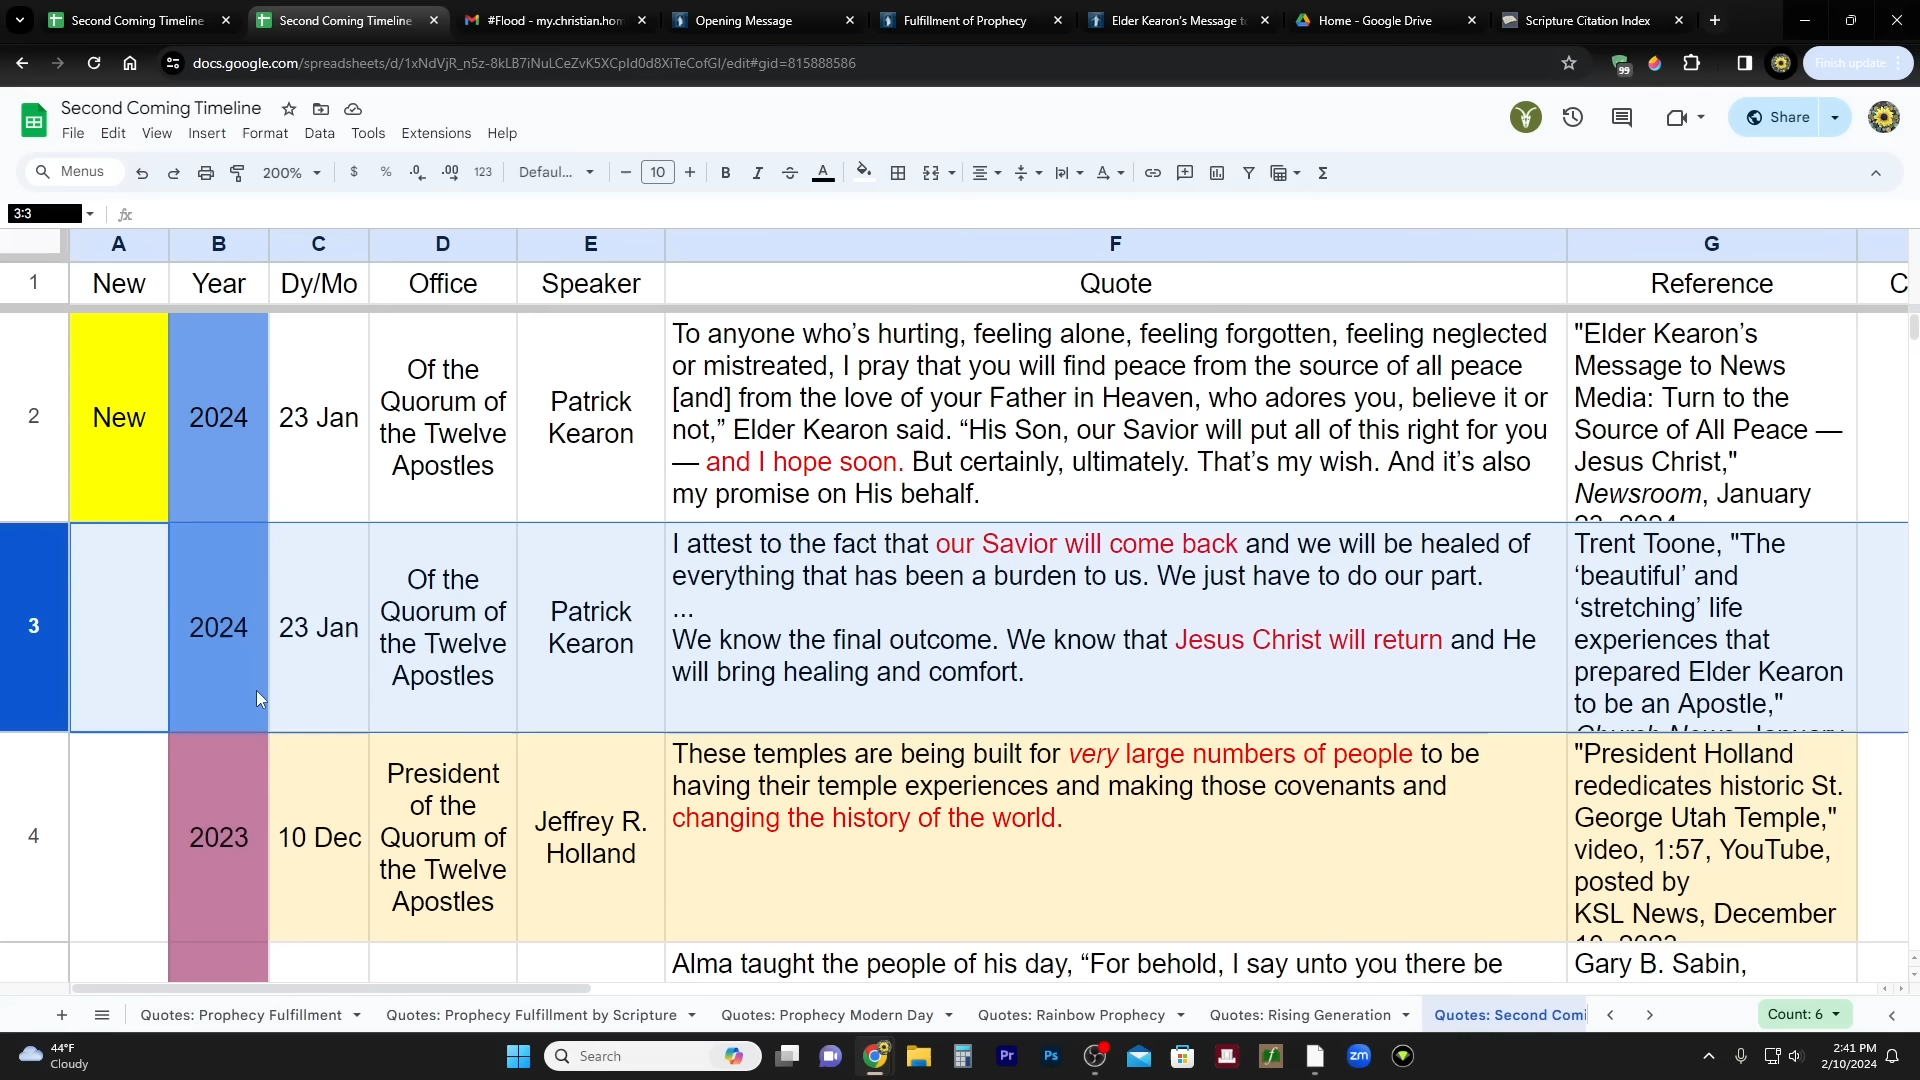 Second Coming Timeline
Second Coming Timeline
#Flood - my.christian.hom
Opening Message
Fulfillment of Prophecy
Elder Kearon's Message to
Home - Google Drive
Scripture Citation Index
docs.google.com/spreadsheets/d/1xNdVjR_n5z-8kLB7iNuLCeZvK5XCpId0d8XiTeCofGI/edit#gid=815888586
99
Finish update
Second Coming Timeline
File Edit View Insert Format Data Tools Extensions Help
Share
Menus
200%
$ % .0 .00 123
Defaul...
10
3:3
A B C D E F G
1 New Year Dy/Mo Office Speaker Quote Reference C
2
New
2024
23 Jan
Of the
Quorum of
the Twelve
Apostles
Patrick
Kearon
To anyone who's hurting, feeling alone, feeling forgotten, feeling neglected
or mistreated, I pray that you will find peace from the source of all peace
[and] from the love of your Father in Heaven, who adores you, believe it or
not,” Elder Kearon said. “His Son, our Savior will put all of this right for you
— and I hope soon. But certainly, ultimately. That's my wish. And it's also
my promise on His behalf.
"Elder Kearon’s
Message to News
Media: Turn to the
Source of All Peace —
Jesus Christ,"
Newsroom, January
23, 2024
3
2024
23 Jan
Of the
Quorum of
the Twelve
Apostles
Patrick
Kearon
I attest to the fact that our Savior will come back and we will be healed of
everything that has been a burden to us. We just have to do our part.
...
We know the final outcome. We know that Jesus Christ will return and He
will bring healing and comfort.
Trent Toone, "The
‘beautiful’ and
‘stretching’ life
experiences that
prepared Elder Kearon
to be an Apostle,"
Church News, January
4
2023
10 Dec
President
of the
Quorum of
the Twelve
Apostles
Jeffrey R.
Holland
These temples are being built for very large numbers of people to be
having their temple experiences and making those covenants and
changing the history of the world.
"President Holland
rededicates historic St.
George Utah Temple,"
video, 1:57, YouTube,
posted by
KSL News, December
10, 2023
Alma taught the people of his day, “For behold, I say unto you there be
Gary B. Sabin,
Quotes: Prophecy Fulfillment
Quotes: Prophecy Fulfillment by Scripture
Quotes: Prophecy Modern Day
Quotes: Rainbow Prophecy
Quotes: Rising Generation
Quotes: Second Comi
Count: 6
44°F
Cloudy
Search
Pr
Ps
zm
2:41 PM
2/10/2024